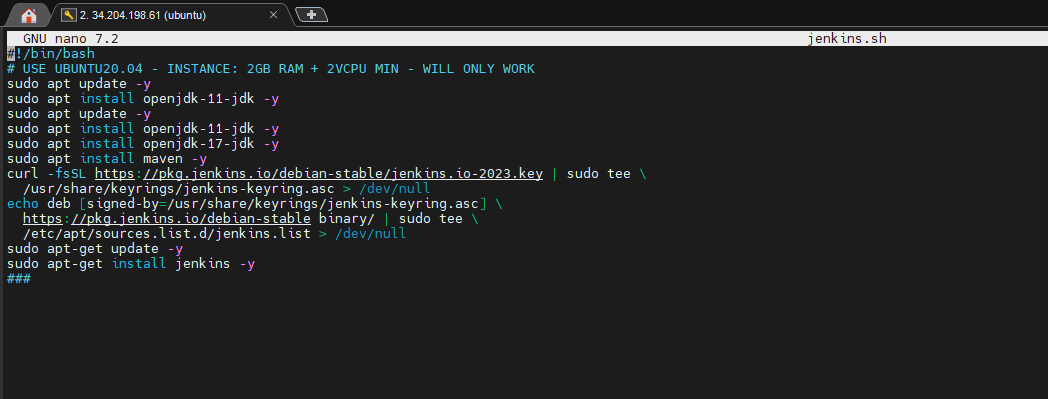 2. 34.204.198.61 (ubuntu)
GNU nano 7.2 jenkins.sh
#!/bin/bash
# USE UBUNTU20.04 - INSTANCE: 2GB RAM + 2VCPU MIN - WILL ONLY WORK
sudo apt update -y
sudo apt install openjdk-11-jdk -y
sudo apt update -y
sudo apt install openjdk-11-jdk -y
sudo apt install openjdk-17-jdk -y
sudo apt install maven -y
curl -fsSL https://pkg.jenkins.io/debian-stable/jenkins.io-2023.key | sudo tee \
/usr/share/keyrings/jenkins-keyring.asc > /dev/null
echo deb [signed-by=/usr/share/keyrings/jenkins-keyring.asc] \
https://pkg.jenkins.io/debian-stable binary/ | sudo tee \
/etc/apt/sources.list.d/jenkins.list > /dev/null
sudo apt-get update -y
sudo apt-get install jenkins -y
###